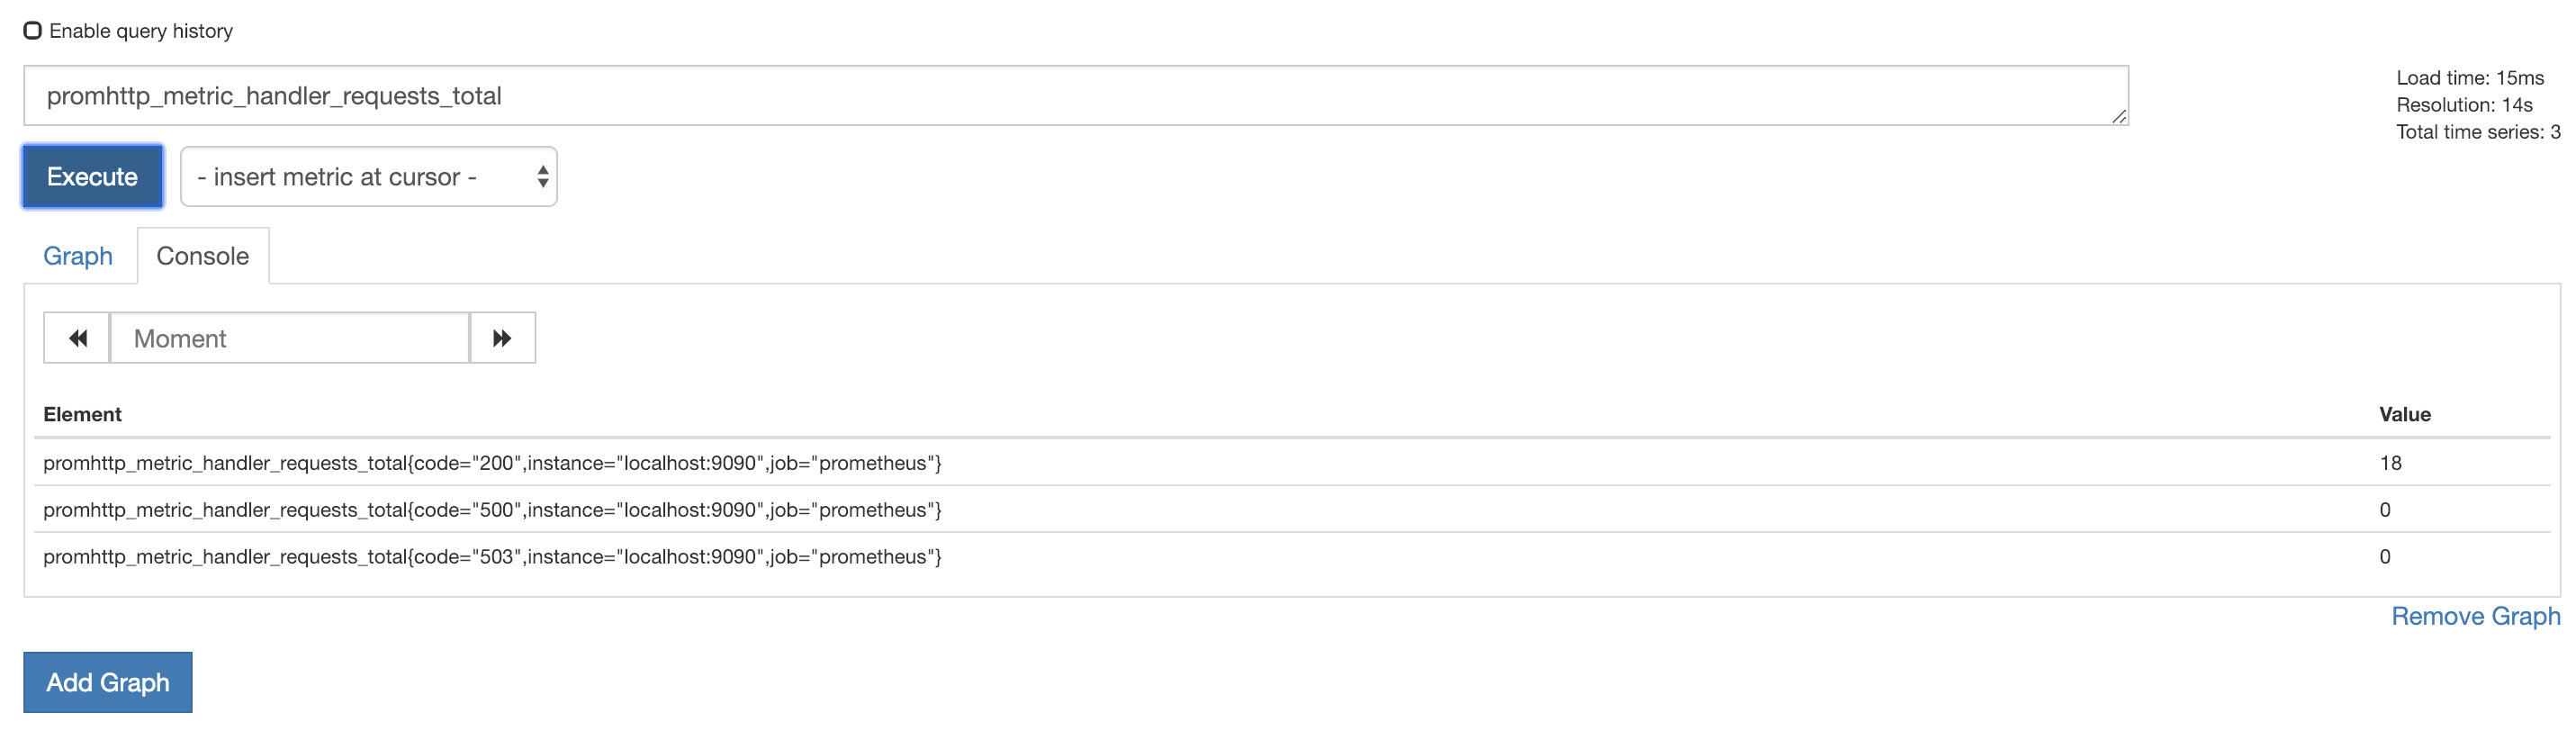 Enable query history
promhttp_metric_handler_requests_total
Load time: 15ms
Resolution: 14s
Total time series: 3
Execute
- insert metric at cursor -
Graph
Console
Moment
Element Value
promhttp_metric_handler_requests_total{code="200",instance="localhost:9090",job="prometheus"} 18
promhttp_metric_handler_requests_total{code="500",instance="localhost:9090",job="prometheus"} 0
promhttp_metric_handler_requests_total{code="503",instance="localhost:9090",job="prometheus"} 0
Remove Graph
Add Graph